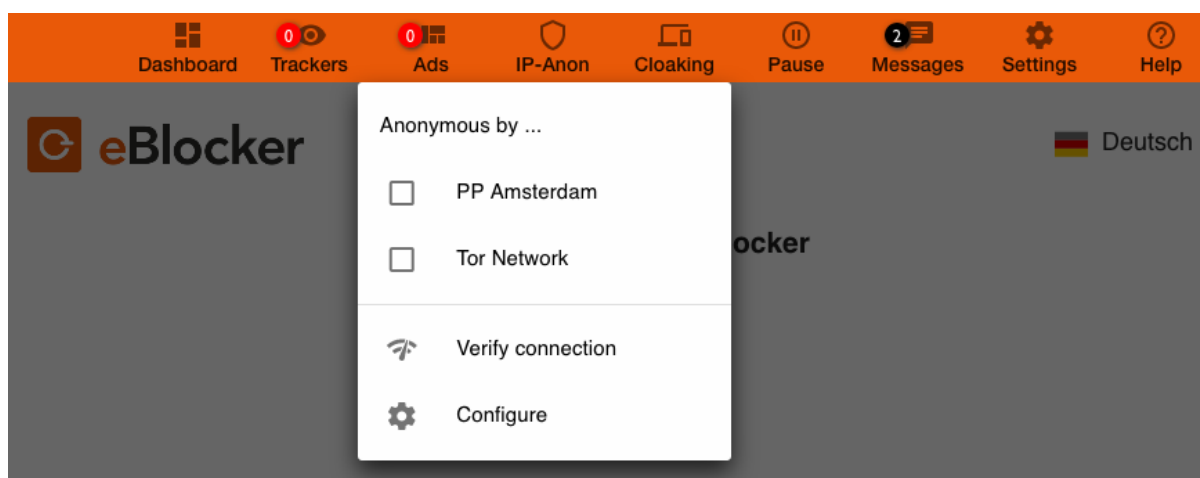 0 0 2
Dashboard Trackers Ads IP-Anon Cloaking Pause Messages Settings Help
Anonymous by ...
eBlocker
Deutsch
PP Amsterdam
ocker
Tor Network
Verify connection
Configure